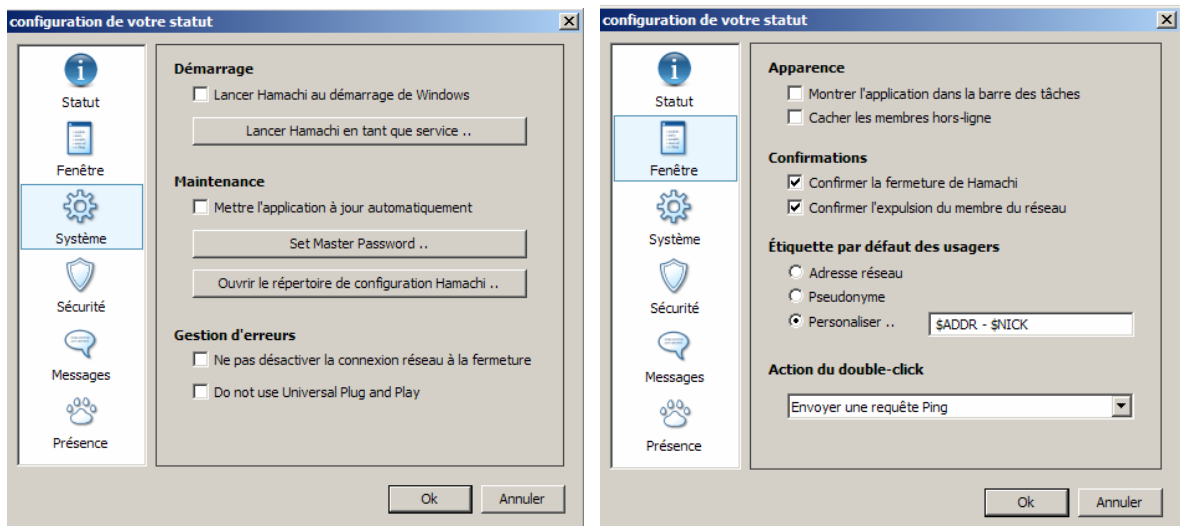 configuration de votre statut
Statut
Fenêtre
Système
Sécurité
Messages
Présence
Démarrage
Lancer Hamachi au démarrage de Windows
Lancer Hamachi en tant que service ..
Maintenance
Mettre l'application à jour automatiquement
Set Master Password ..
Ouvrir le répertoire de configuration Hamachi ..
Gestion d'erreurs
Ne pas désactiver la connexion réseau à la fermeture
Do not use Universal Plug and Play
Ok
Annuler
configuration de votre statut
Statut
Fenêtre
Système
Sécurité
Messages
Présence
Apparence
Montrer l'application dans la barre des tâches
Cacher les membres hors-ligne
Confirmations
Confirmer la fermeture de Hamachi
Confirmer l'expulsion du membre du réseau
Étiquette par défaut des usagers
Adresse réseau
Pseudonyme
Personaliser ..
$ADDR - $NICK
Action du double-click
Envoyer une requête Ping
Ok
Annuler